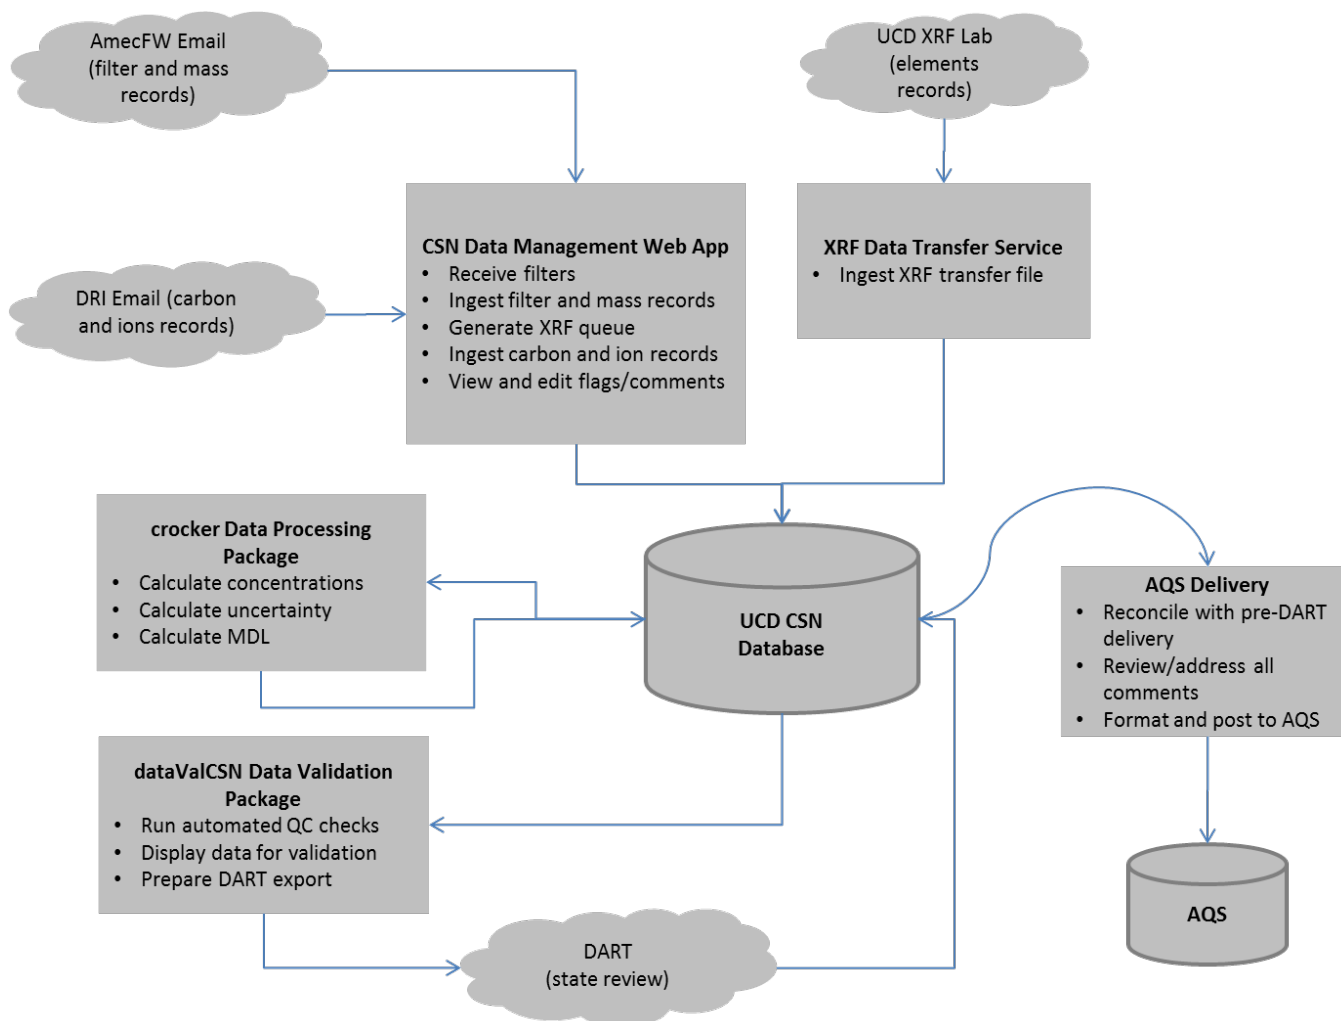 AmecFW Email
(filter and mass
records)
UCD XRF Lab
(elements
records)
CSN Data Management Web App
• Receive filters
• Ingest filter and mass records
• Generate XRF queue
• Ingest carbon and ion records
• View and edit flags/comments
XRF Data Transfer Service
• Ingest XRF transfer file
DRI Email (carbon
and ions records)
crocker Data Processing
Package
• Calculate concentrations
• Calculate uncertainty
• Calculate MDL
UCD CSN
Database
AQS Delivery
• Reconcile with pre-DART
delivery
• Review/address all
comments
• Format and post to AQS
dataValCSN Data Validation
Package
• Run automated QC checks
• Display data for validation
• Prepare DART export
DART
(state review)
AQS